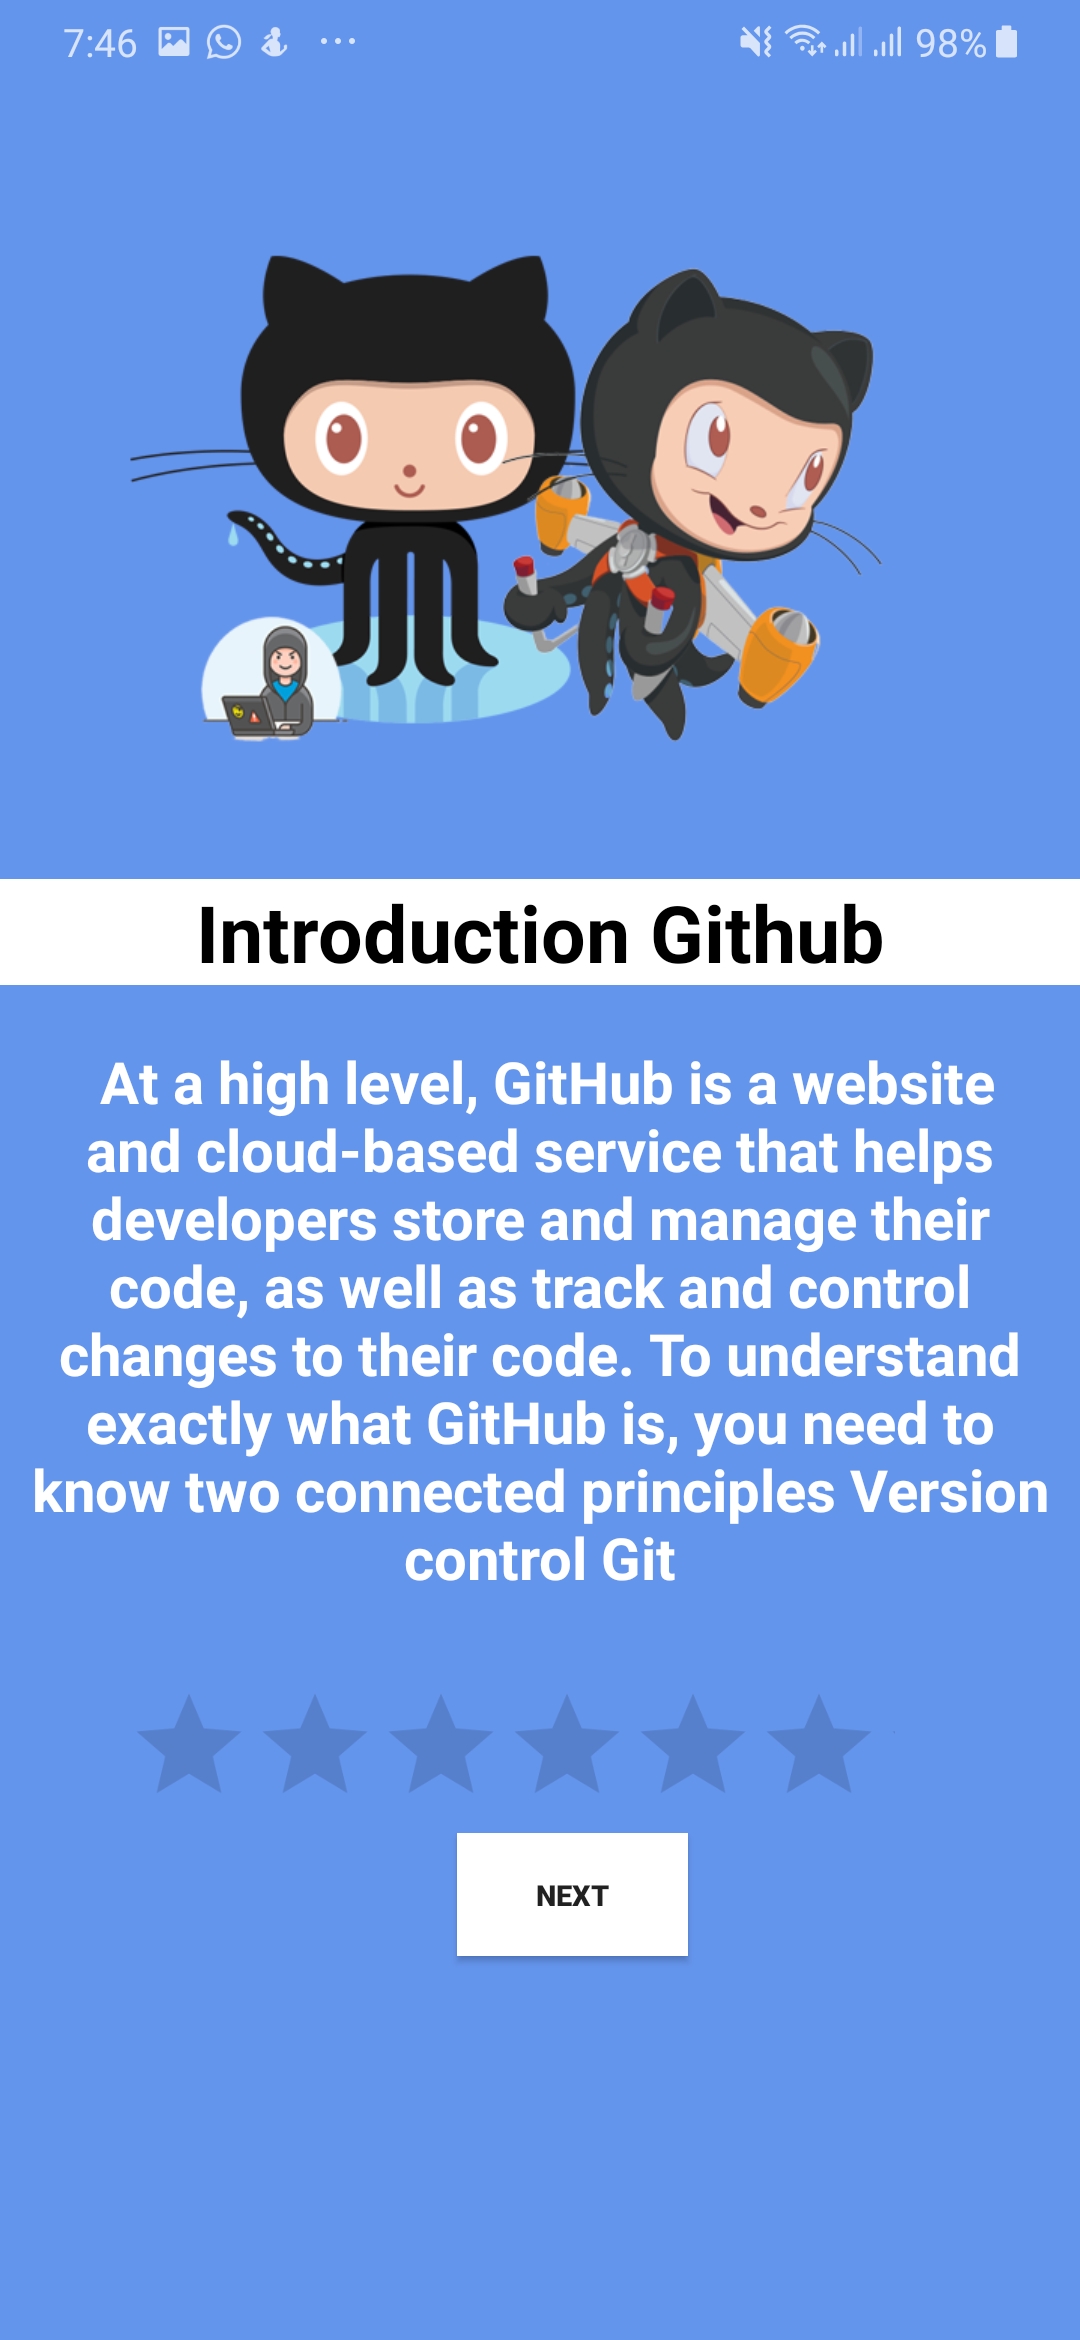 7:46 98%
Introduction Github
At a high level, GitHub is a website
and cloud-based service that helps
developers store and manage their
code, as well as track and control
changes to their code. To understand
exactly what GitHub is, you need to
know two connected principles Version
control Git
NEXT